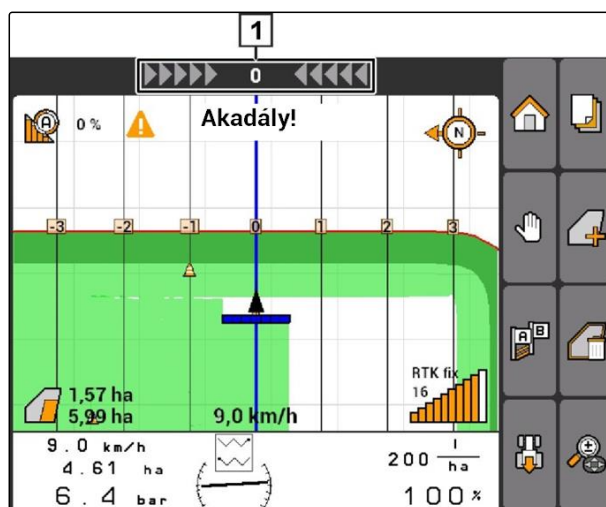 1
0
A
0 %
Akadály!
N
-3 -2 -1 0 1 2 3
A B
RTK fix
16
1,57 ha
5,99 ha
9,0 km/h
9.0 km/h
4.61 ha
6.4 bar
200 l/ha
100 %